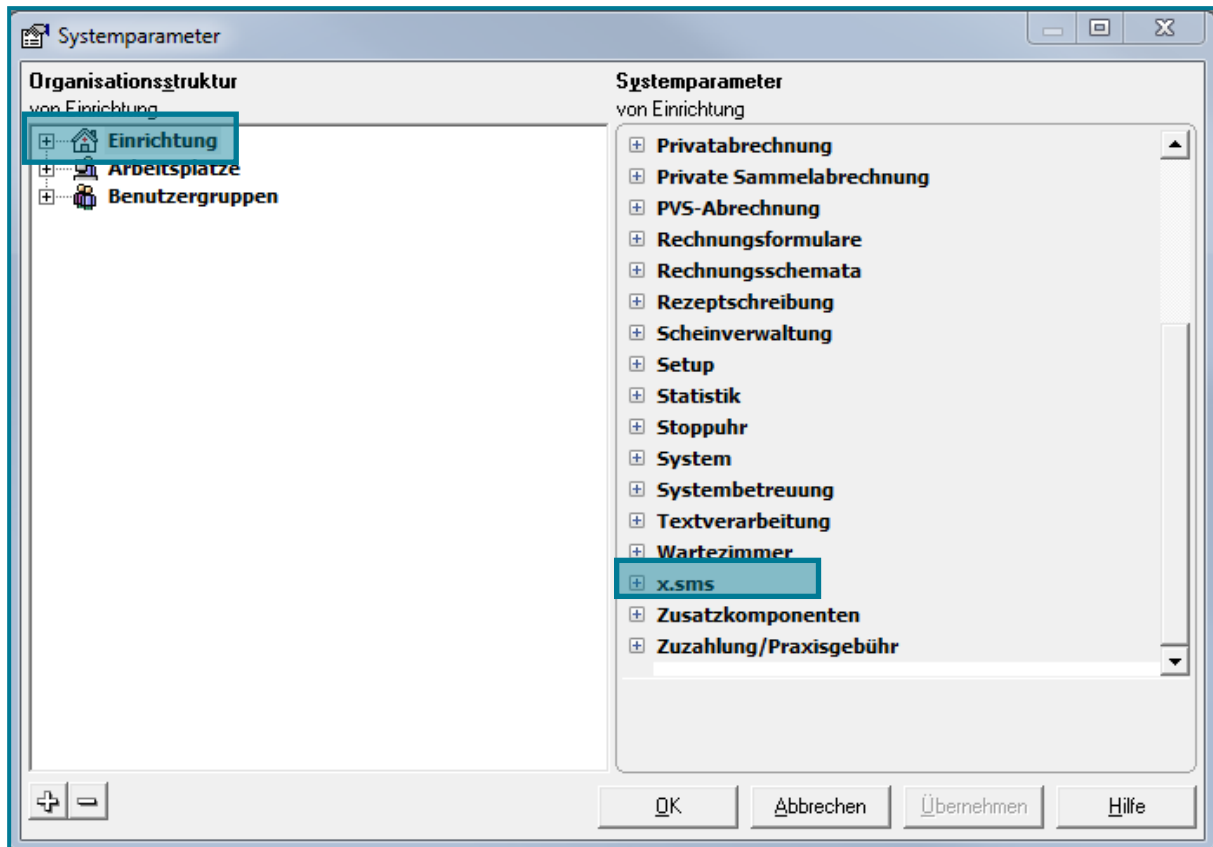 Systemparameter
Organisationsstruktur
von Einrichtung
Einrichtung
Arbeitsplätze
Benutzergruppen
Systemparameter
von Einrichtung
Privatabrechnung
Private Sammelabrechnung
PVS-Abrechnung
Rechnungsformulare
Rechnungsschemata
Rezeptschreibung
Scheinverwaltung
Setup
Statistik
Stoppuhr
System
Systembetreuung
Textverarbeitung
Wartezimmer
x.sms
Zusatzkomponenten
Zuzahlung/Praxisgebühr
OK Abbrechen Übernehmen Hilfe